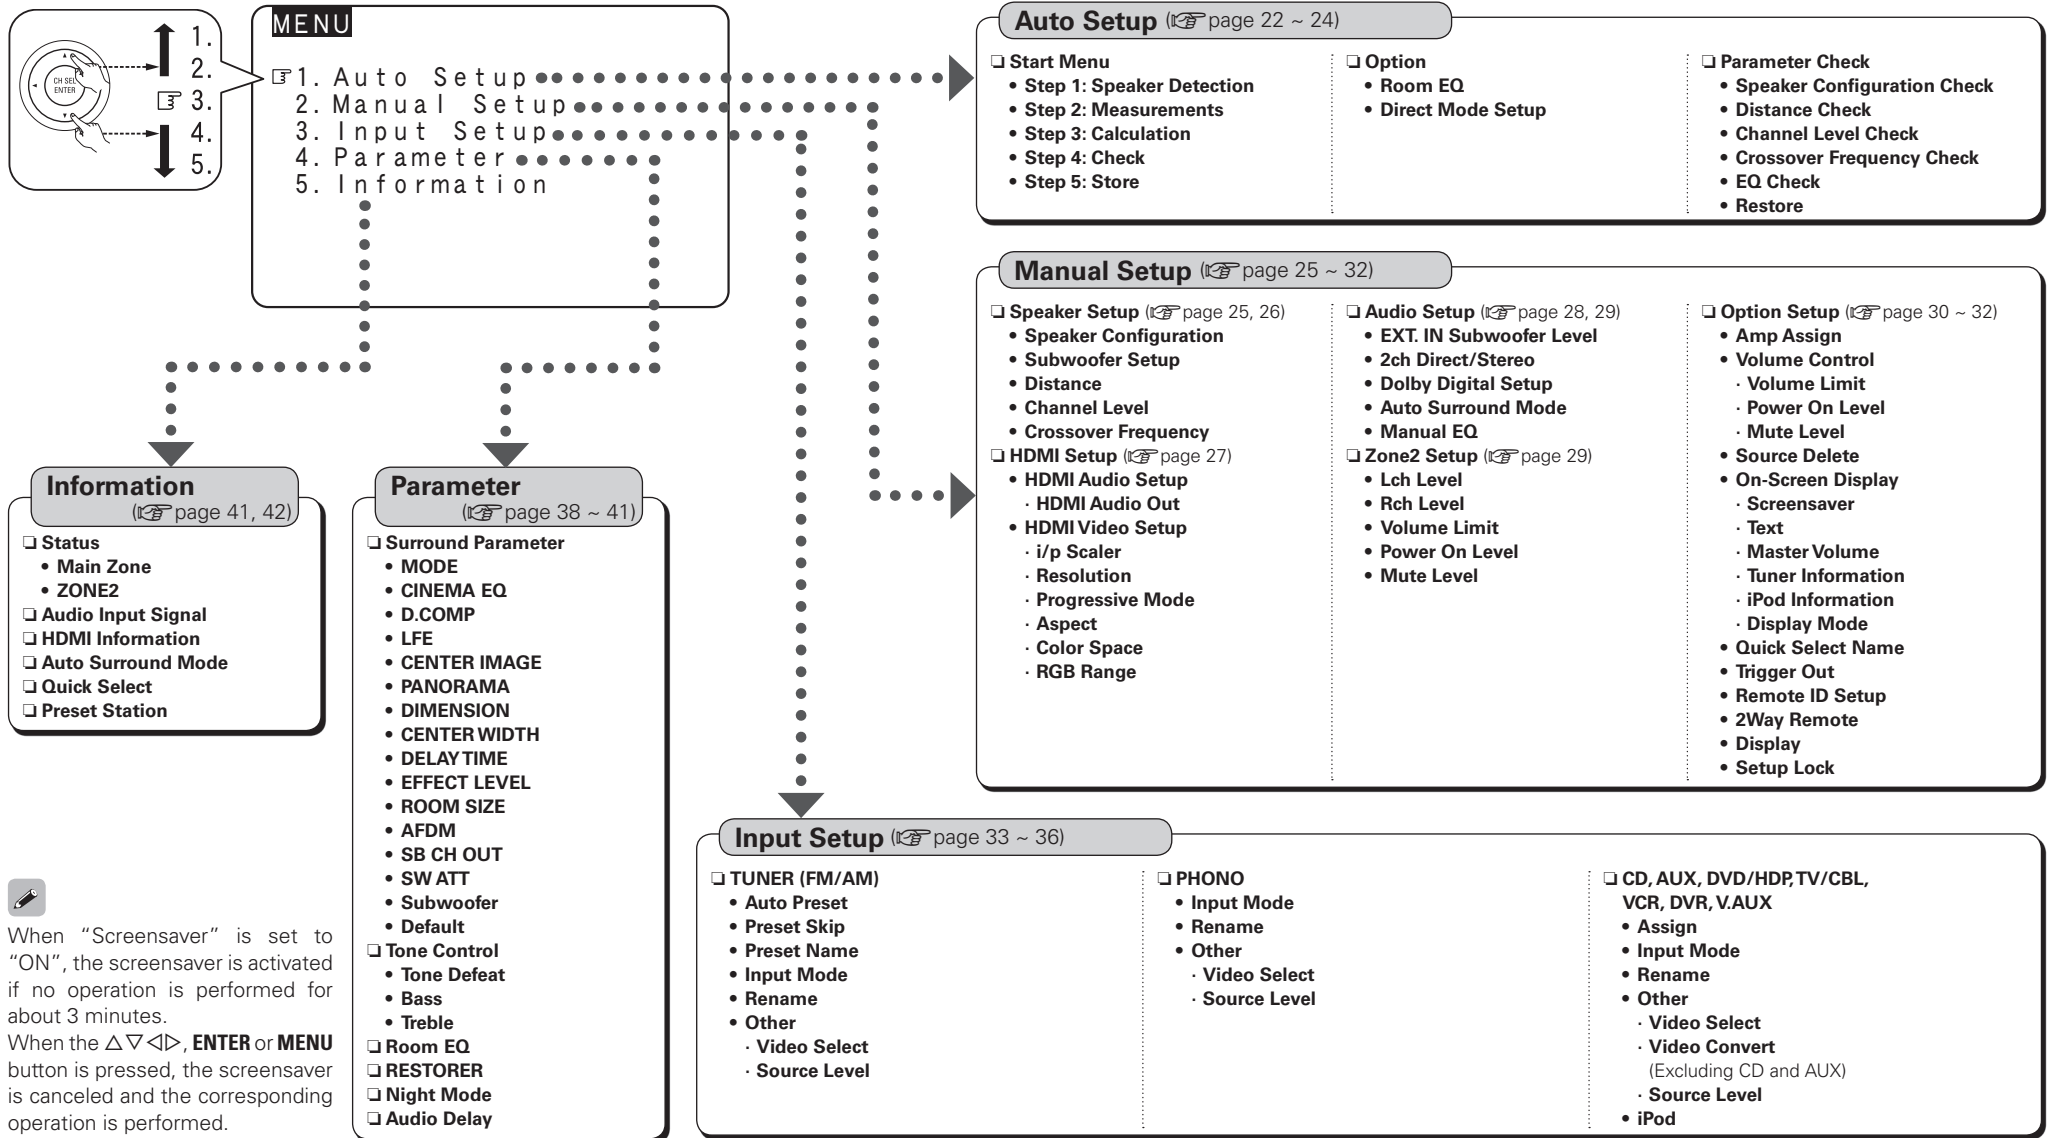 1.
2.
☞ 3.
4.
5.
CH SEL
ENTER
MENU
☞1. Auto Setup
2. Manual Setup
3. Input Setup
4. Parameter
5. Information
Auto Setup (☞ page 22 ~ 24)
❏ Start Menu
• Step 1: Speaker Detection
• Step 2: Measurements
• Step 3: Calculation
• Step 4: Check
• Step 5: Store
❏ Option
• Room EQ
• Direct Mode Setup
❏ Parameter Check
• Speaker Configuration Check
• Distance Check
• Channel Level Check
• Crossover Frequency Check
• EQ Check
• Restore
Manual Setup (☞ page 25 ~ 32)
❏ Speaker Setup (☞ page 25, 26)
• Speaker Configuration
• Subwoofer Setup
• Distance
• Channel Level
• Crossover Frequency
❏ HDMI Setup (☞ page 27)
• HDMI Audio Setup
· HDMI Audio Out
• HDMI Video Setup
· i/p Scaler
· Resolution
· Progressive Mode
· Aspect
· Color Space
· RGB Range
❏ Audio Setup (☞ page 28, 29)
• EXT. IN Subwoofer Level
• 2ch Direct/Stereo
• Dolby Digital Setup
• Auto Surround Mode
• Manual EQ
❏ Zone2 Setup (☞ page 29)
• Lch Level
• Rch Level
• Volume Limit
• Power On Level
• Mute Level
❏ Option Setup (☞ page 30 ~ 32)
• Amp Assign
• Volume Control
· Volume Limit
· Power On Level
· Mute Level
• Source Delete
• On-Screen Display
· Screensaver
· Text
· Master Volume
· Tuner Information
· iPod Information
· Display Mode
• Quick Select Name
• Trigger Out
• Remote ID Setup
• 2Way Remote
• Display
• Setup Lock
Information
(☞ page 41, 42)
❏ Status
• Main Zone
• ZONE2
❏ Audio Input Signal
❏ HDMI Information
❏ Auto Surround Mode
❏ Quick Select
❏ Preset Station
Parameter
(☞ page 38 ~ 41)
❏ Surround Parameter
• MODE
• CINEMA EQ
• D.COMP
• LFE
• CENTER IMAGE
• PANORAMA
• DIMENSION
• CENTER WIDTH
• DELAY TIME
• EFFECT LEVEL
• ROOM SIZE
• AFDM
• SB CH OUT
• SW ATT
• Subwoofer
• Default
❏ Tone Control
• Tone Defeat
• Bass
• Treble
❏ Room EQ
❏ RESTORER
❏ Night Mode
❏ Audio Delay
Input Setup (☞ page 33 ~ 36)
❏ TUNER (FM/AM)
• Auto Preset
• Preset Skip
• Preset Name
• Input Mode
• Rename
• Other
· Video Select
· Source Level
❏ PHONO
• Input Mode
• Rename
• Other
· Video Select
· Source Level
❏ CD, AUX, DVD/HDP, TV/CBL,
VCR, DVR, V.AUX
• Assign
• Input Mode
• Rename
• Other
· Video Select
· Video Convert
(Excluding CD and AUX)
· Source Level
• iPod
When “Screensaver” is set to
“ON”, the screensaver is activated
if no operation is performed for
about 3 minutes.
When the △▽◁▷, ENTER or MENU
button is pressed, the screensaver
is canceled and the corresponding
operation is performed.